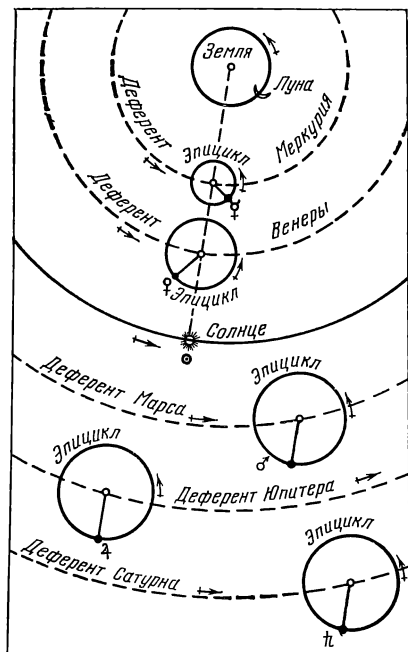 Земля
Луна
Деферент Меркурия
Эпицикл
☿
Деферент Венеры
♀
Эпицикл
Солнце
☉
Деферент Марса
Эпицикл
♂
Эпицикл
Деферент Юпитера
♃
Деферент Сатурна
Эпицикл
♄